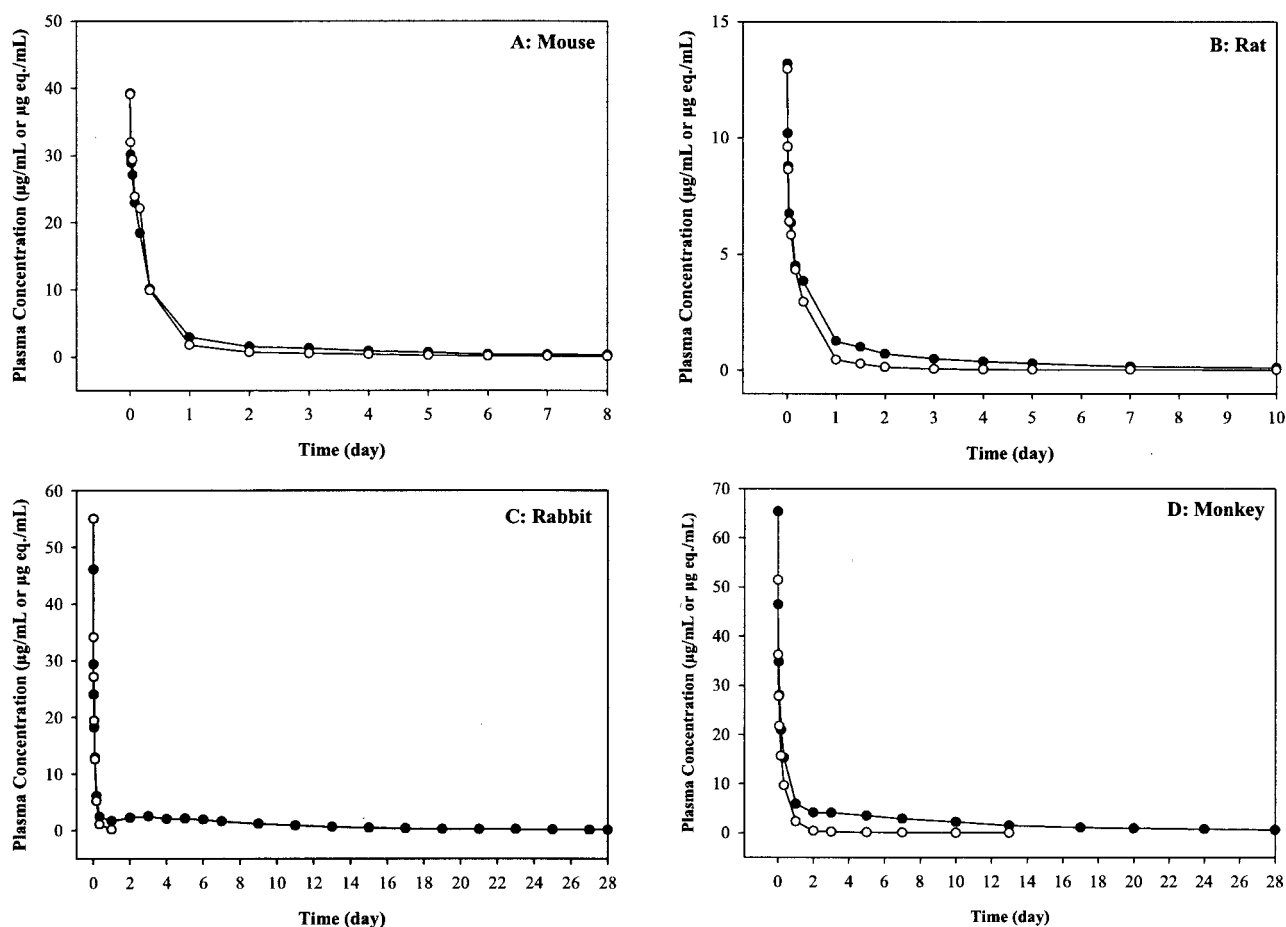 A: Mouse
Plasma Concentration (µg/mL or µg eq./mL)
50
40
30
20
10
0
0 1 2 3 4 5 6 7 8
Time (day)
B: Rat
Plasma Concentration (µg/mL or µg eq./mL)
15
10
5
0
0 1 2 3 4 5 6 7 8 9 10
Time (day)
C: Rabbit
Plasma Concentration (µg/mL or µg eq./mL)
60
50
40
30
20
10
0
0 2 4 6 8 10 12 14 16 18 20 22 24 26 28
Time (day)
D: Monkey
Plasma Concentration (µg/mL or µg eq./mL)
70
60
50
40
30
20
10
0
0 2 4 6 8 10 12 14 16 18 20 22 24 26 28
Time (day)